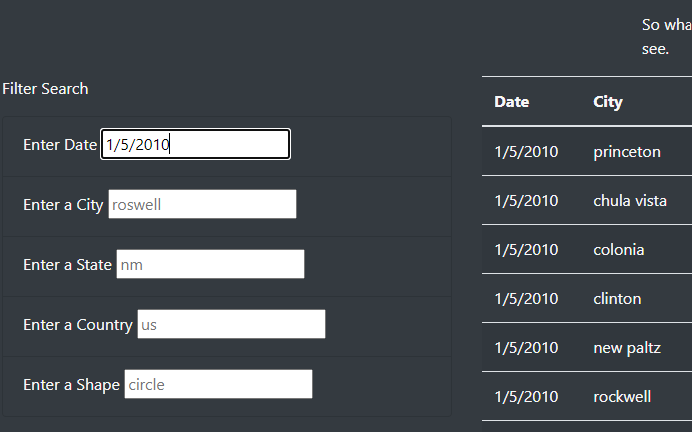 So wha
see.
Filter Search
Enter Date 1/5/2010
Enter a City roswell
Enter a State nm
Enter a Country us
Enter a Shape circle
Date City
1/5/2010 princeton
1/5/2010 chula vista
1/5/2010 colonia
1/5/2010 clinton
1/5/2010 new paltz
1/5/2010 rockwell